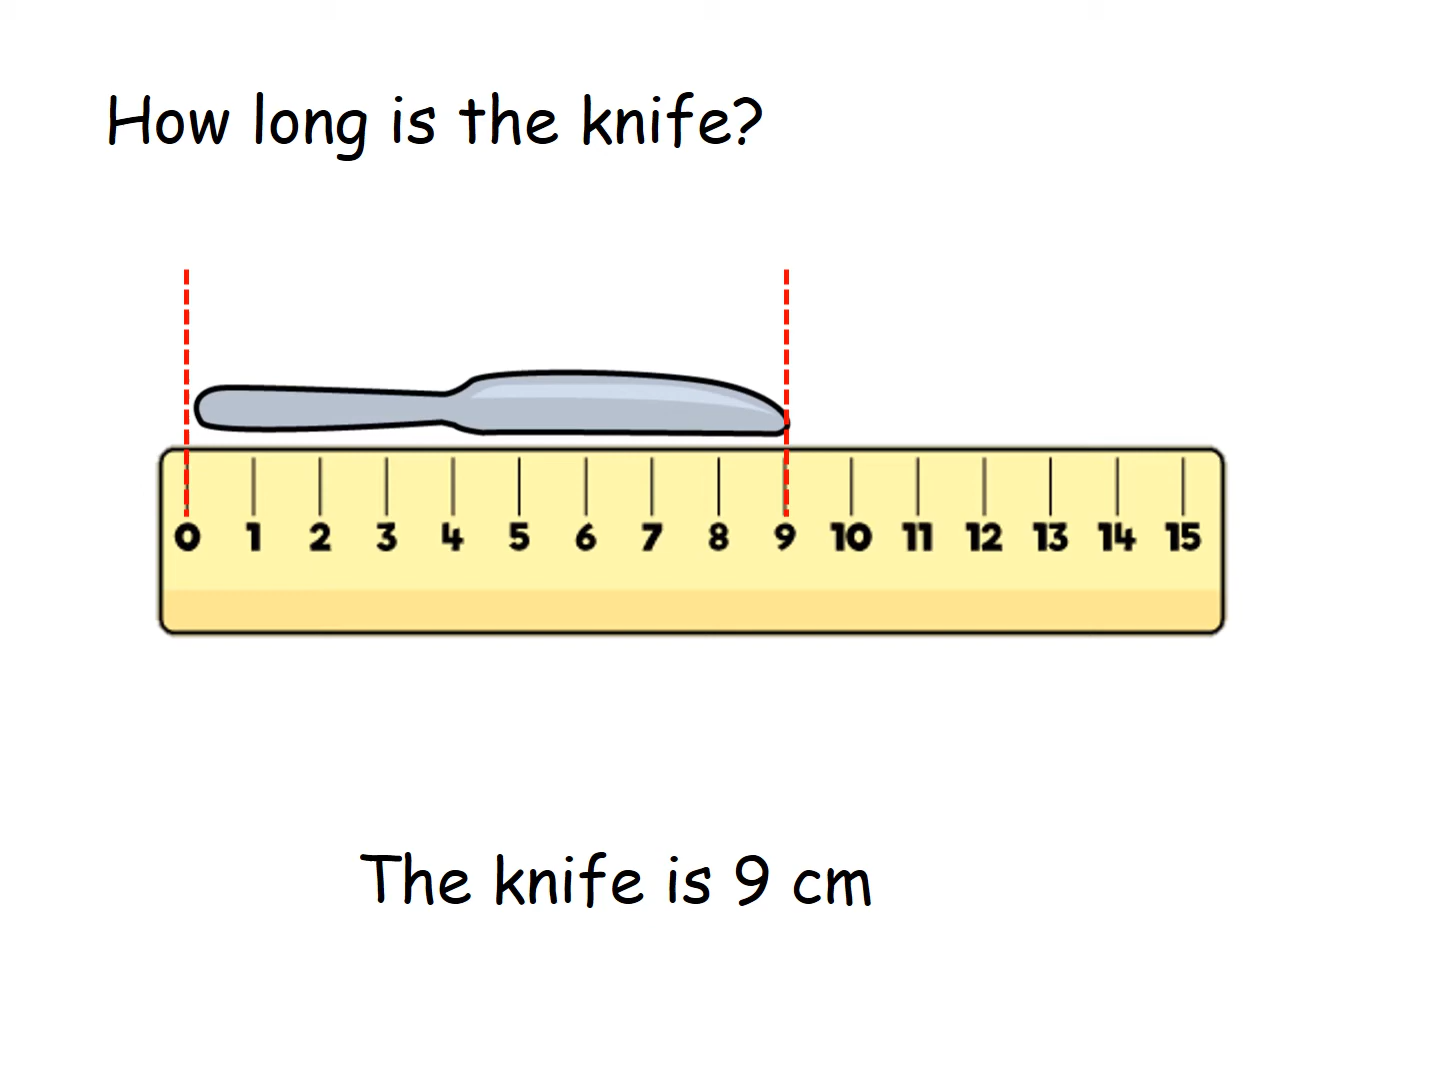 How long is the knife?
0 1 2 3 4 5 6 7 8 9 10 11 12 13 14 15
The knife is 9 cm